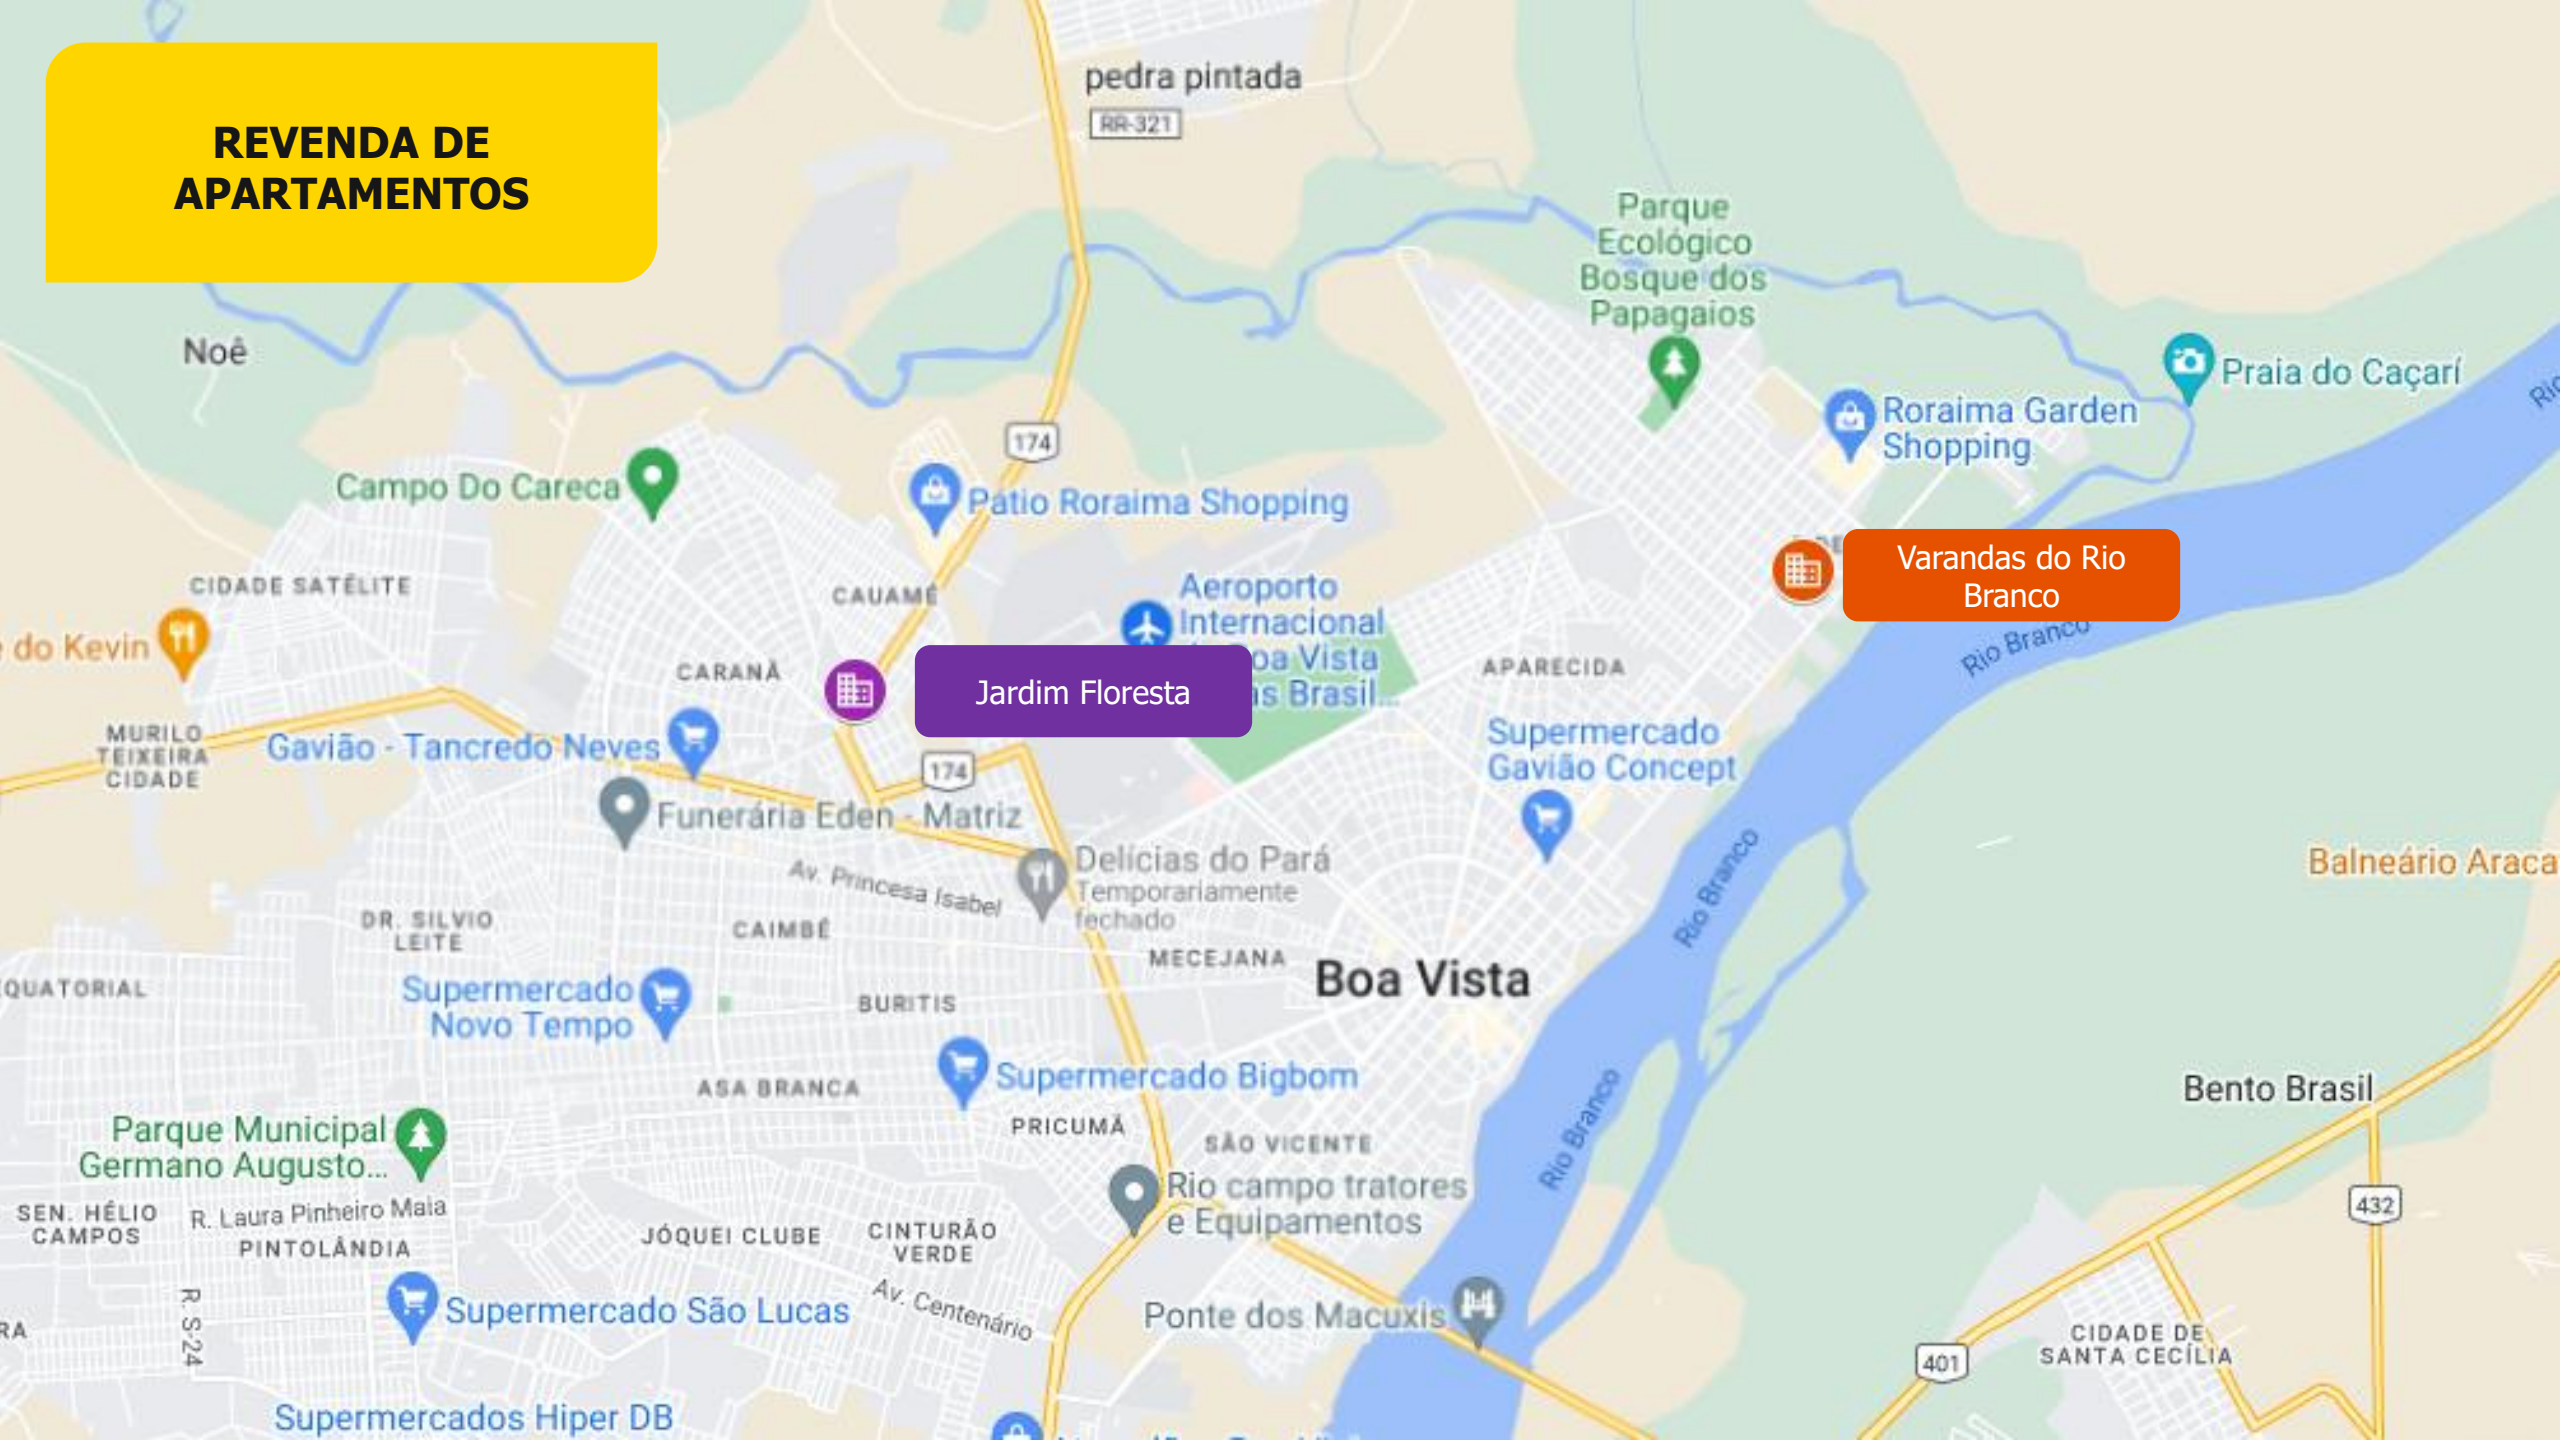 REVENDA DE
APARTAMENTOS
pedra pintada
RR-321
Parque
Ecológico
Bosque dos
Papagaios
Noê
Praia do Caçarí
Roraima Garden
Shopping
174
Campo Do Careca
Pátio Roraima Shopping
CIDADE SATÉLITE
CAUAMÉ
Aeroporto
Internacional
oa Vista
s Brasil...
Varandas do Rio
Branco
Rio Branco
do Kevin
CARANÃ
Jardim Floresta
APARECIDA
MURILO
TEIXEIRA
CIDADE
Gavião - Tancredo Neves
Supermercado
Gavião Concept
174
Funerária Eden - Matriz
Av. Princesa Isabel
Delícias do Pará
Temporariamente
fechado
Rio Branco
Balneário Araca
DR. SILVIO
LEITE
CAIMBÉ
MECEJANA
Boa Vista
QUATORIAL
Supermercado
Novo Tempo
BURITIS
ASA BRANCA
Supermercado Bigbom
Bento Brasil
PRICUMÃ
SÃO VICENTE
Rio Branco
Parque Municipal
Germano Augusto...
Rio campo tratores
e Equipamentos
SEN. HÉLIO
CAMPOS
R. Laura Pinheiro Maia
PINTOLÂNDIA
JÓQUEI CLUBE
CINTURÃO
VERDE
432
R. S-24
Supermercado São Lucas
Av. Centenário
Ponte dos Macuxis
RA
401
CIDADE DE
SANTA CECÍLIA
Supermercados Hiper DB